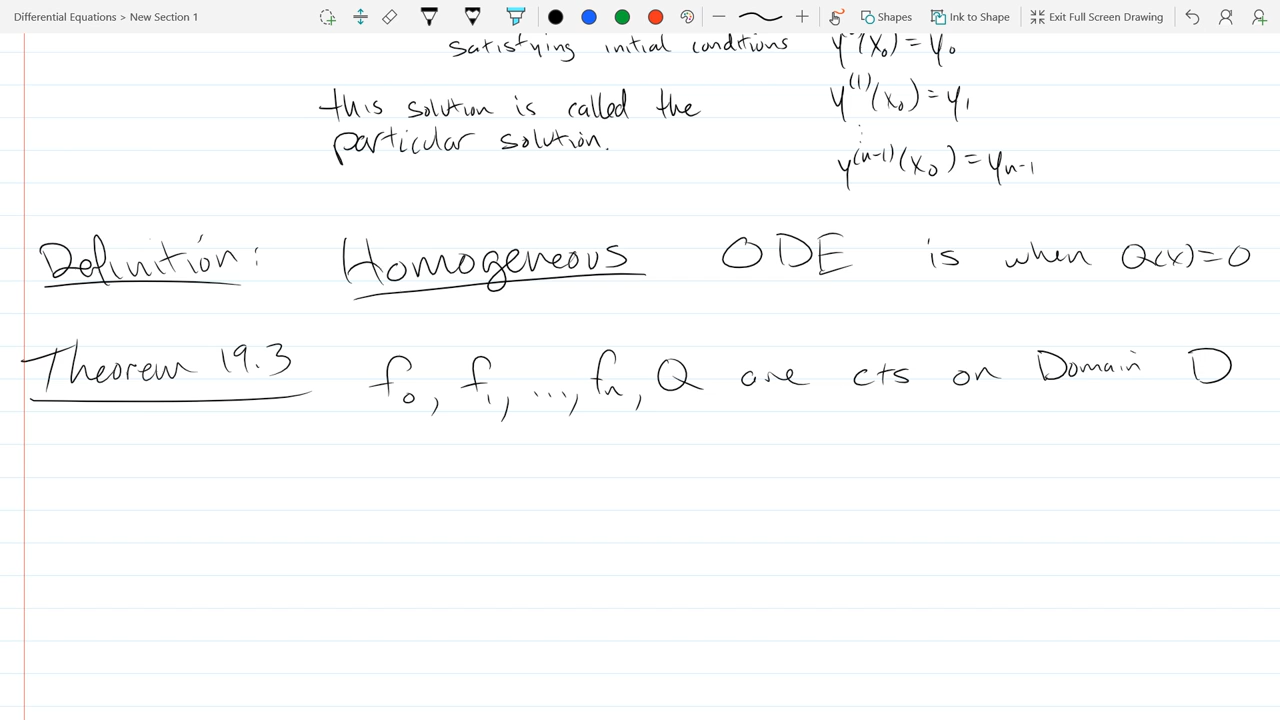 Differential Equations > New Section 1
Shapes
Ink to Shape
Exit Full Screen Drawing
satisfying initial conditions y(x₀) = y₀
this solution is called the y⁽¹⁾(x₀) = y₁
particular solution. ⋮
y⁽ⁿ⁻¹⁾(x₀) = yₙ₋₁
Definition: Homogeneous ODE is when Q(x) = 0
Theorem 19.3 f₀, f₁, ..., fₙ, Q are cts on Domain D